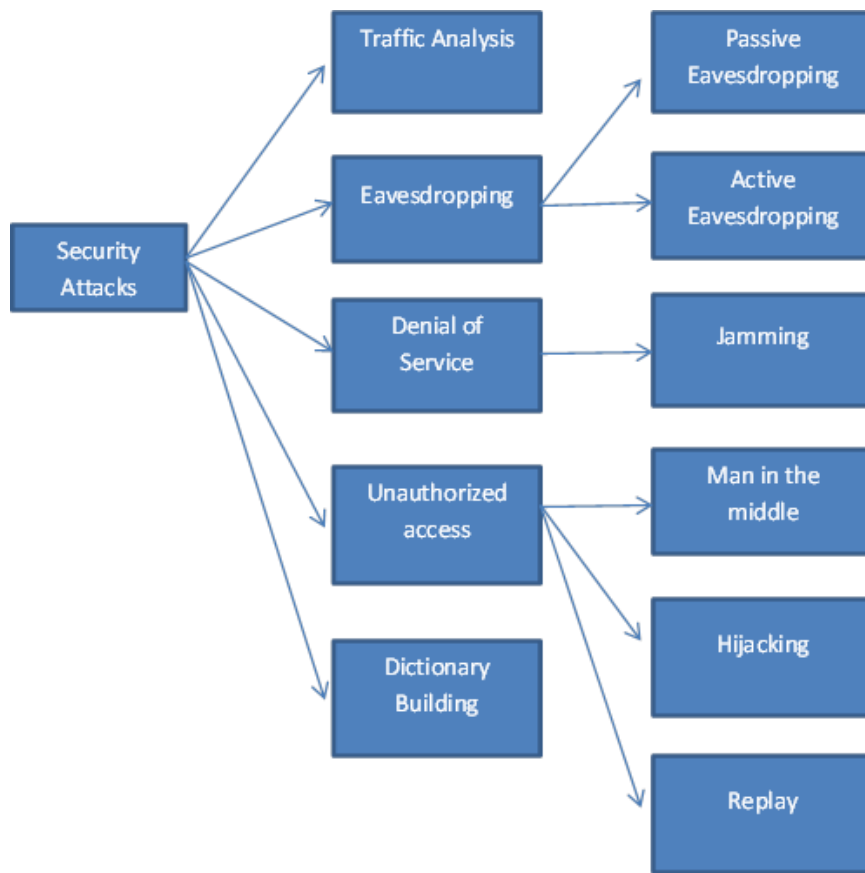 Traffic Analysis
Passive
Eavesdropping
Eavesdropping
Active
Eavesdropping
Security
Attacks
Denial of
Service
Jamming
Unauthorized
access
Man in the
middle
Hijacking
Dictionary
Building
Replay